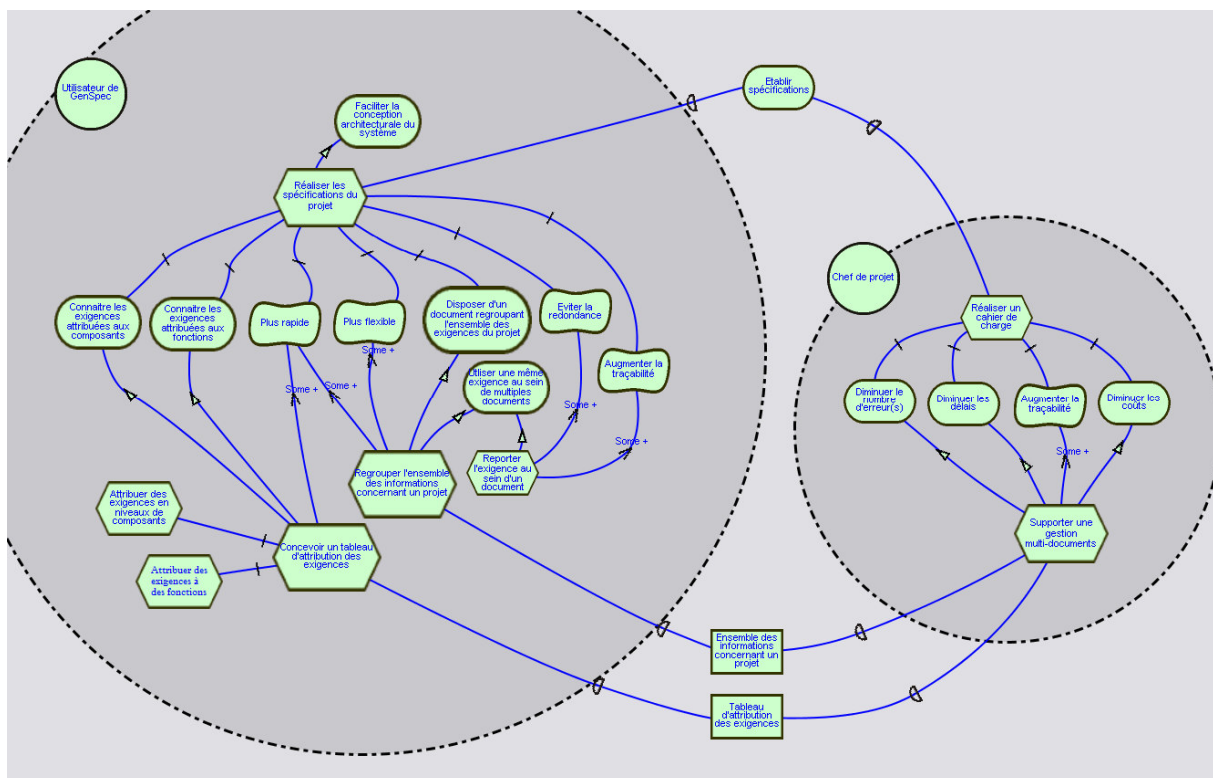 Utilisateur de
GenSpec
Faciliter la
conception
architecturale du
système
Etablir
spécifications
Réaliser les
spécifications du
projet
Chef de projet
Connaitre les
exigences
attribuées aux
composants
Connaitre les
exigences
attribuées aux
fonctions
Plus rapide
Plus flexible
Disposer d'un
document regroupant
l'ensemble des
exigences du projet
Eviter la
redondance
Augmenter la
traçabilité
Utliser une même
exigence au sein
de multiples
documents
Some +
Some +
Some +
Some +
Some +
Réaliser un
cahier de
charge
Diminuer le
nombre
d'erreur(s)
Diminuer les
délais
Augmenter la
traçabilité
Diminuer les
couts
Some +
Regrouper l'ensemble
des informations
concernant un projet
Reporter
l'exigence au
sein d'un
document
Attribuer des
exigences en
niveaux de
composants
Concevoir un tableau
d'attribution des
exigences
Attribuer des
exigences à
des fonctions
Supporter une
gestion
multi-documents
Ensemble des
informations
concernant un
projet
Tableau
d'attribution
des exigences